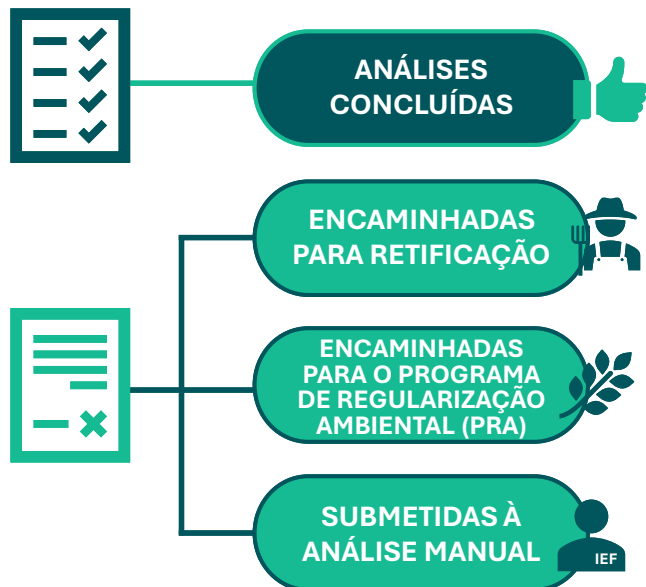 ANÁLISES
CONCLUÍDAS
ENCAMINHADAS
PARA RETIFICAÇÃO
ENCAMINHADAS
PARA O PROGRAMA
DE REGULARIZAÇÃO
AMBIENTAL (PRA)
SUBMETIDAS À
ANÁLISE MANUAL
IEF